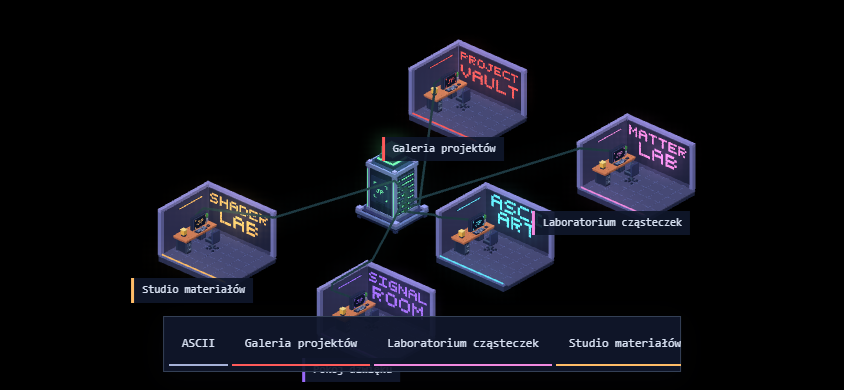 PROJECT
VAULT
Galeria projektów
MATTER
LAB
SHADER
LAB
ASCI
ART
Laboratorium cząsteczek
Studio materiałów
SIGNAL
ROOM
ASCII
Galeria projektów
Laboratorium cząsteczek
Studio materiałów